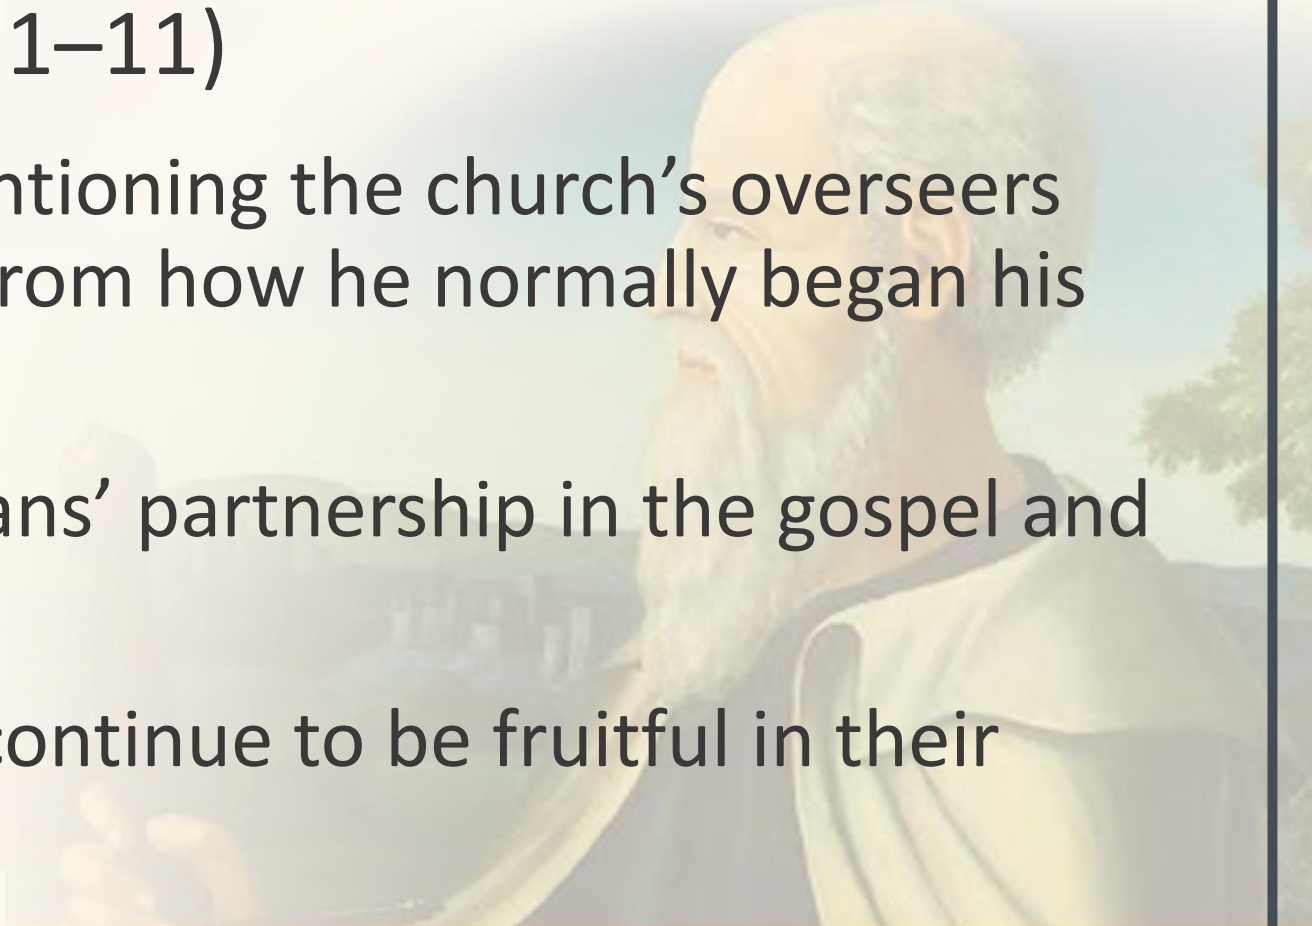 1–11)
ntioning the church’s overseers
rom how he normally began his
ans’ partnership in the gospel and
continue to be fruitful in their